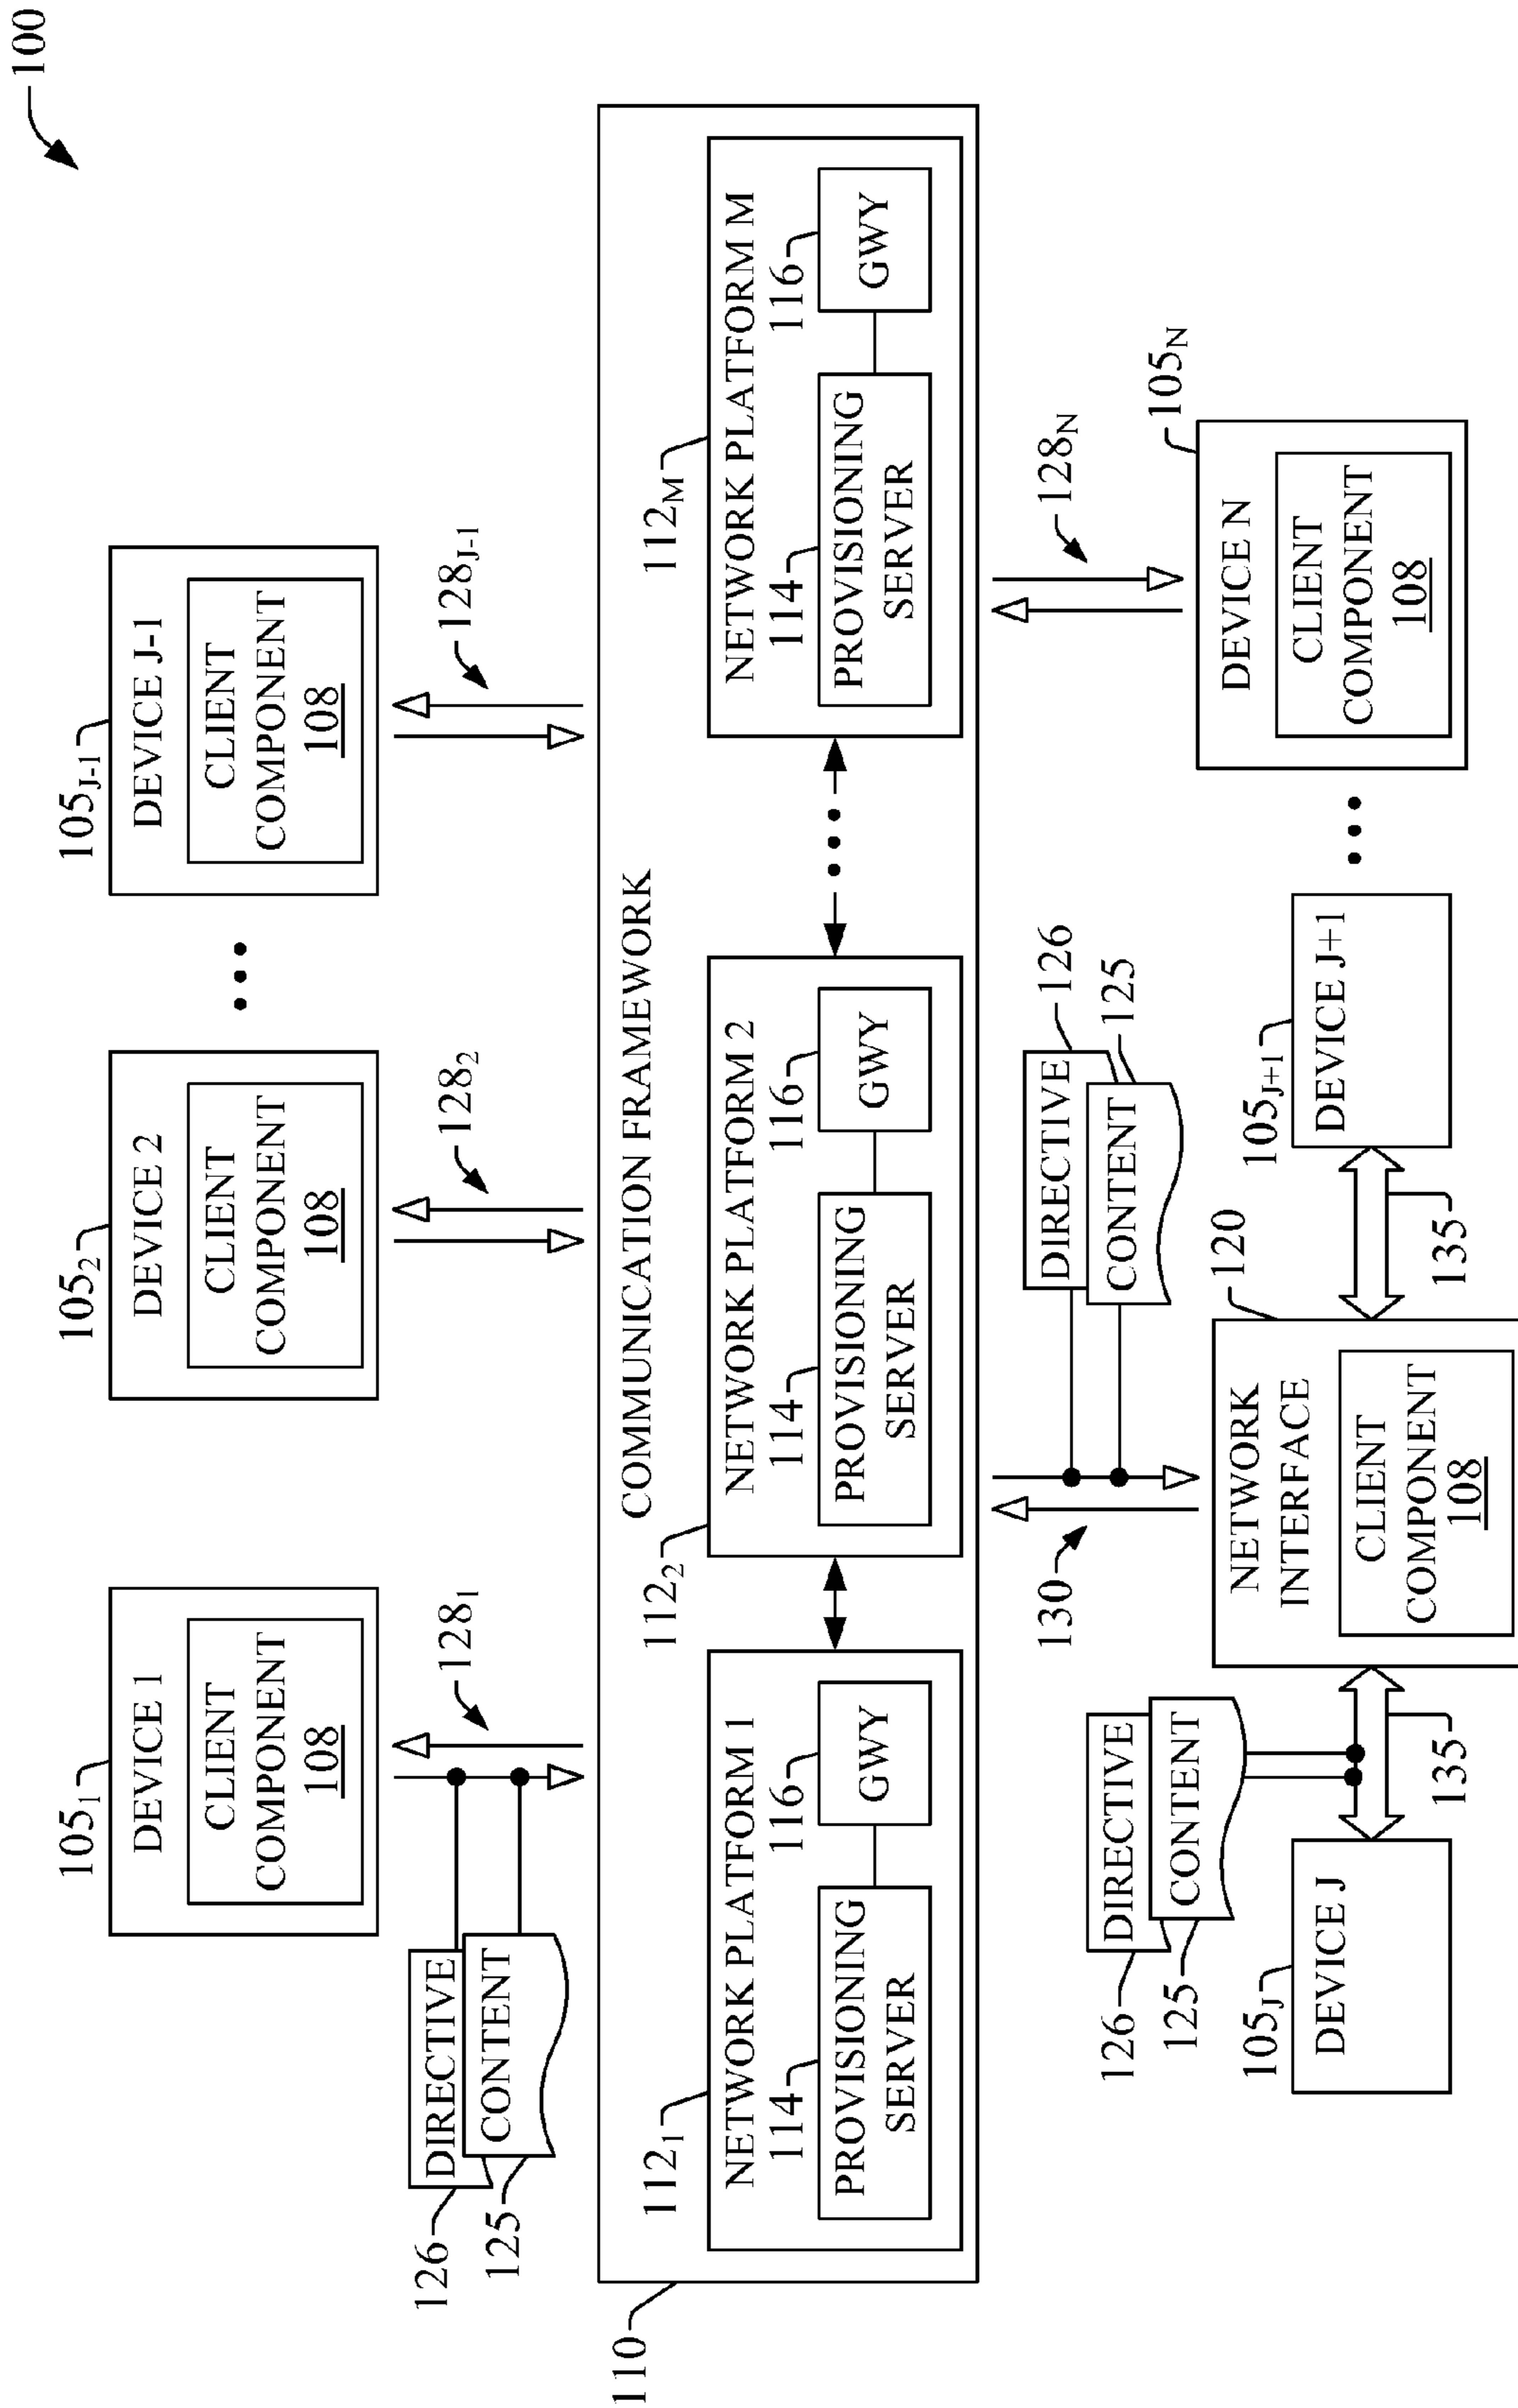 100
105₁
DEVICE 1
CLIENT
COMPONENT
108
105₂
DEVICE 2
CLIENT
COMPONENT
108
• • •
105J-1
DEVICE J-1
CLIENT
COMPONENT
108
126
DIRECTIVE
125
CONTENT
128₁
128₂
128J-1
110
COMMUNICATION FRAMEWORK
112₁
NETWORK PLATFORM 1
114
PROVISIONING
SERVER
116
GWY
112₂
NETWORK PLATFORM 2
114
PROVISIONING
SERVER
116
GWY
• • •
112M
NETWORK PLATFORM M
114
PROVISIONING
SERVER
116
GWY
130
DIRECTIVE
126
CONTENT
125
128N
126
DIRECTIVE
125
CONTENT
105J
DEVICE J
135
NETWORK
INTERFACE
120
CLIENT
COMPONENT
108
135
105J+1
DEVICE J+1
• • •
105N
DEVICE N
CLIENT
COMPONENT
108